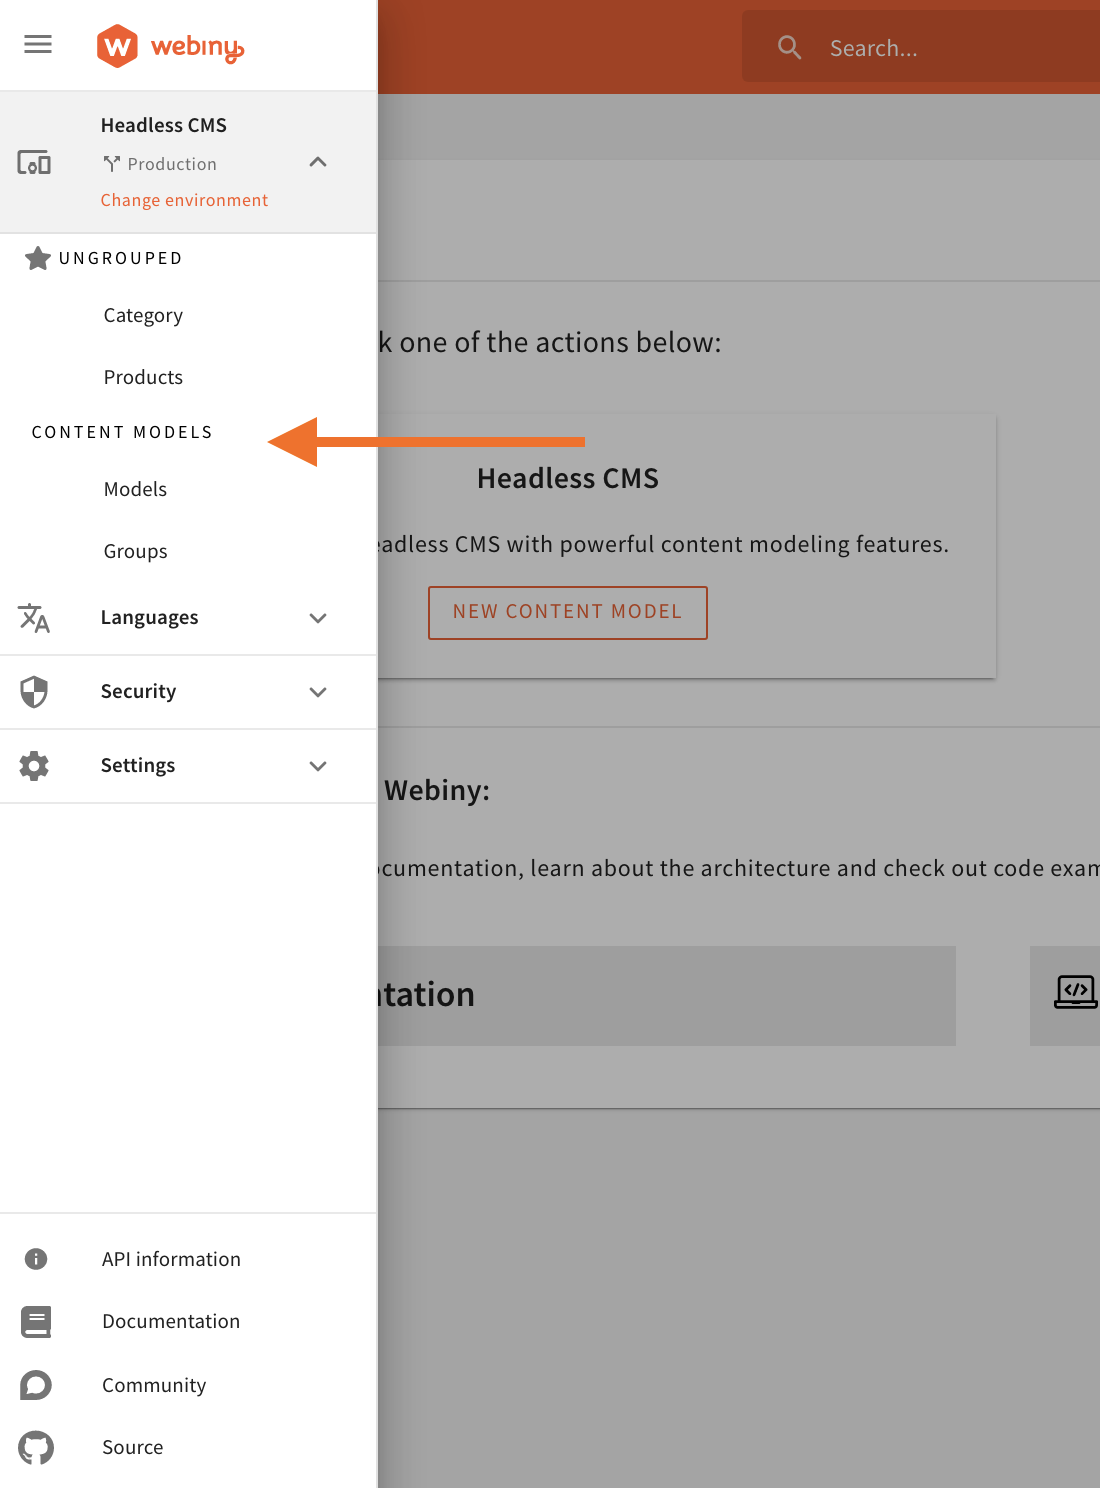 webiny
Search...
Headless CMS
Production
Change environment
UNGROUPED
Category
Products
CONTENT MODELS
Models
Groups
Languages
Security
Settings
API information
Documentation
Community
Source
k one of the actions below:
Headless CMS
eadless CMS with powerful content modeling features.
NEW CONTENT MODEL
Webiny:
ocumentation, learn about the architecture and check out code exam
ntation